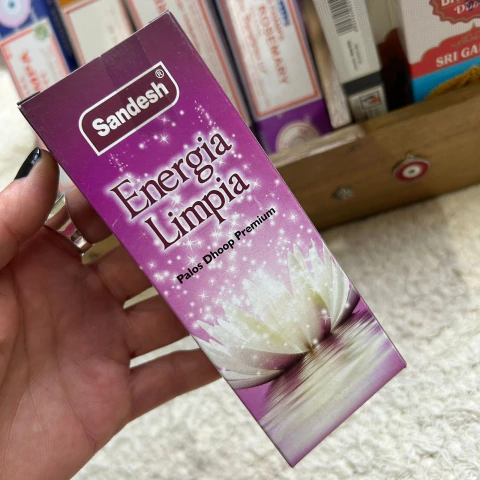 Sandesh®
Energia
Limpia
Palos Dhoop Premium
ROSEMARY
SRI GA